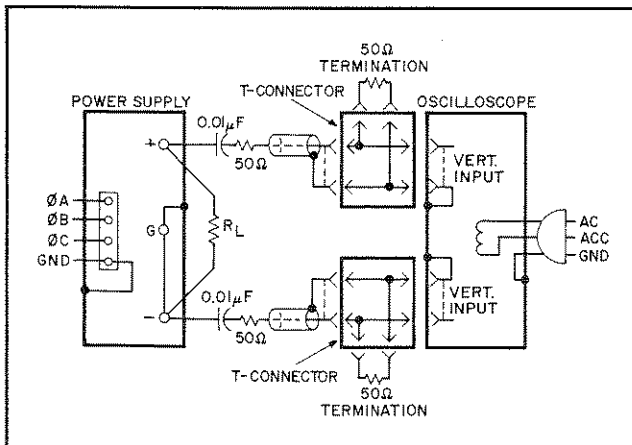 50Ω
TERMINATION
T-CONNECTOR
POWER SUPPLY
OSCILLOSCOPE
0.01μF
50Ω
+
VERT.
INPUT
ØA
ØB
ØC
GND
G
RL
AC
ACC
GND
0.01μF
50Ω
-
VERT.
INPUT
T-CONNECTOR
50Ω
TERMINATION